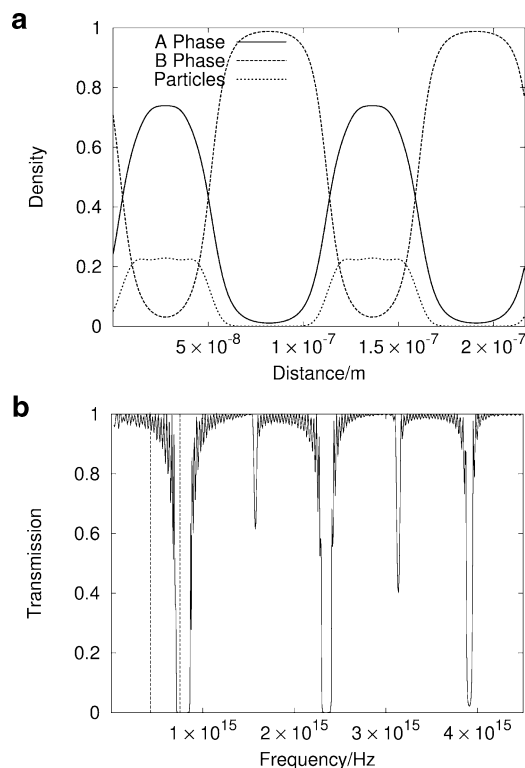 a
1
0.8
0.6
0.4
0.2
0
Density
A Phase
B Phase
Particles
5 × 10⁻⁸ 1 × 10⁻⁷ 1.5 × 10⁻⁷ 2 × 10⁻⁷
Distance/m
b
1
0.8
0.6
0.4
0.2
0
Transmission
1 × 10¹⁵ 2 × 10¹⁵ 3 × 10¹⁵ 4 × 10¹⁵
Frequency/Hz